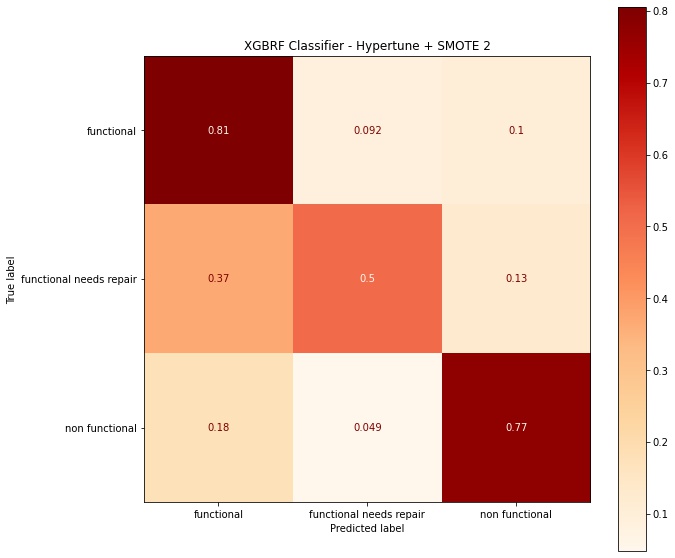 XGBRF Classifier - Hypertune + SMOTE 2
True label
functional
0.81 0.092 0.1
functional needs repair
0.37 0.5 0.13
non functional
0.18 0.049 0.77
functional functional needs repair non functional
Predicted label
0.8
0.7
0.6
0.5
0.4
0.3
0.2
0.1